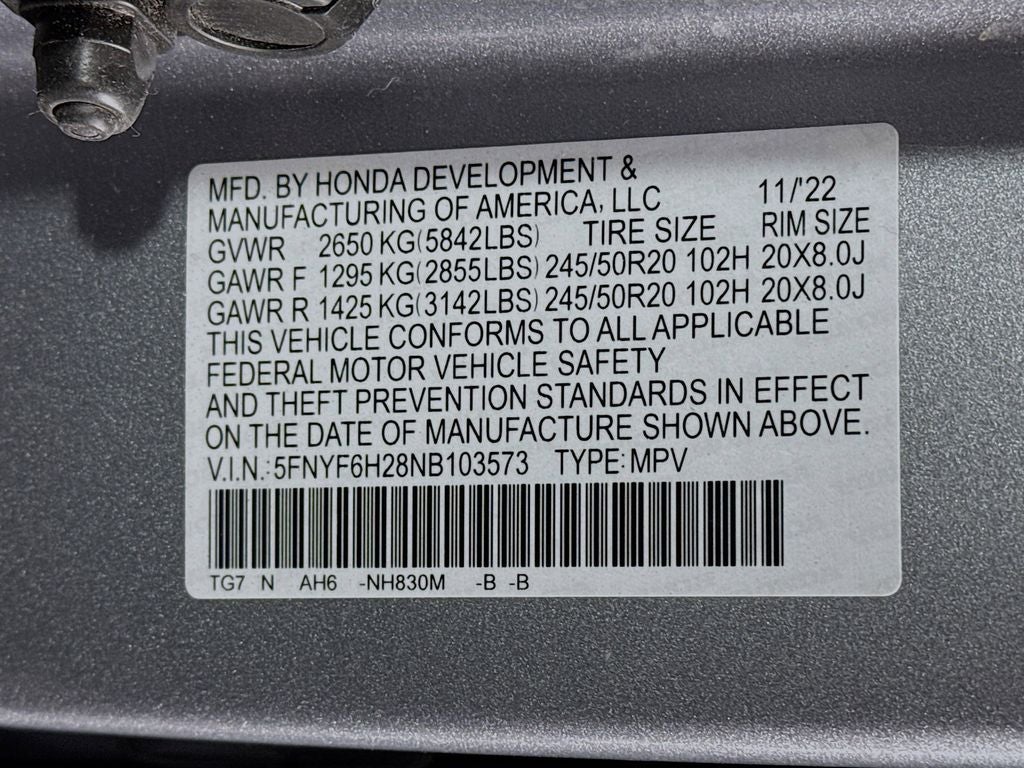 MFD. BY HONDA DEVELOPMENT &
MANUFACTURING OF AMERICA, LLC 11/'22
GVWR 2650 KG(5842LBS) TIRE SIZE RIM SIZE
GAWR F 1295 KG(2855LBS) 245/50R20 102H 20X8.0J
GAWR R 1425 KG(3142LBS) 245/50R20 102H 20X8.0J
THIS VEHICLE CONFORMS TO ALL APPLICABLE
FEDERAL MOTOR VEHICLE SAFETY
AND THEFT PREVENTION STANDARDS IN EFFECT
ON THE DATE OF MANUFACTURE SHOWN ABOVE.
V.I.N.: 5FNYF6H28NB103573 TYPE: MPV
TG7 N AH6 -NH830M -B -B